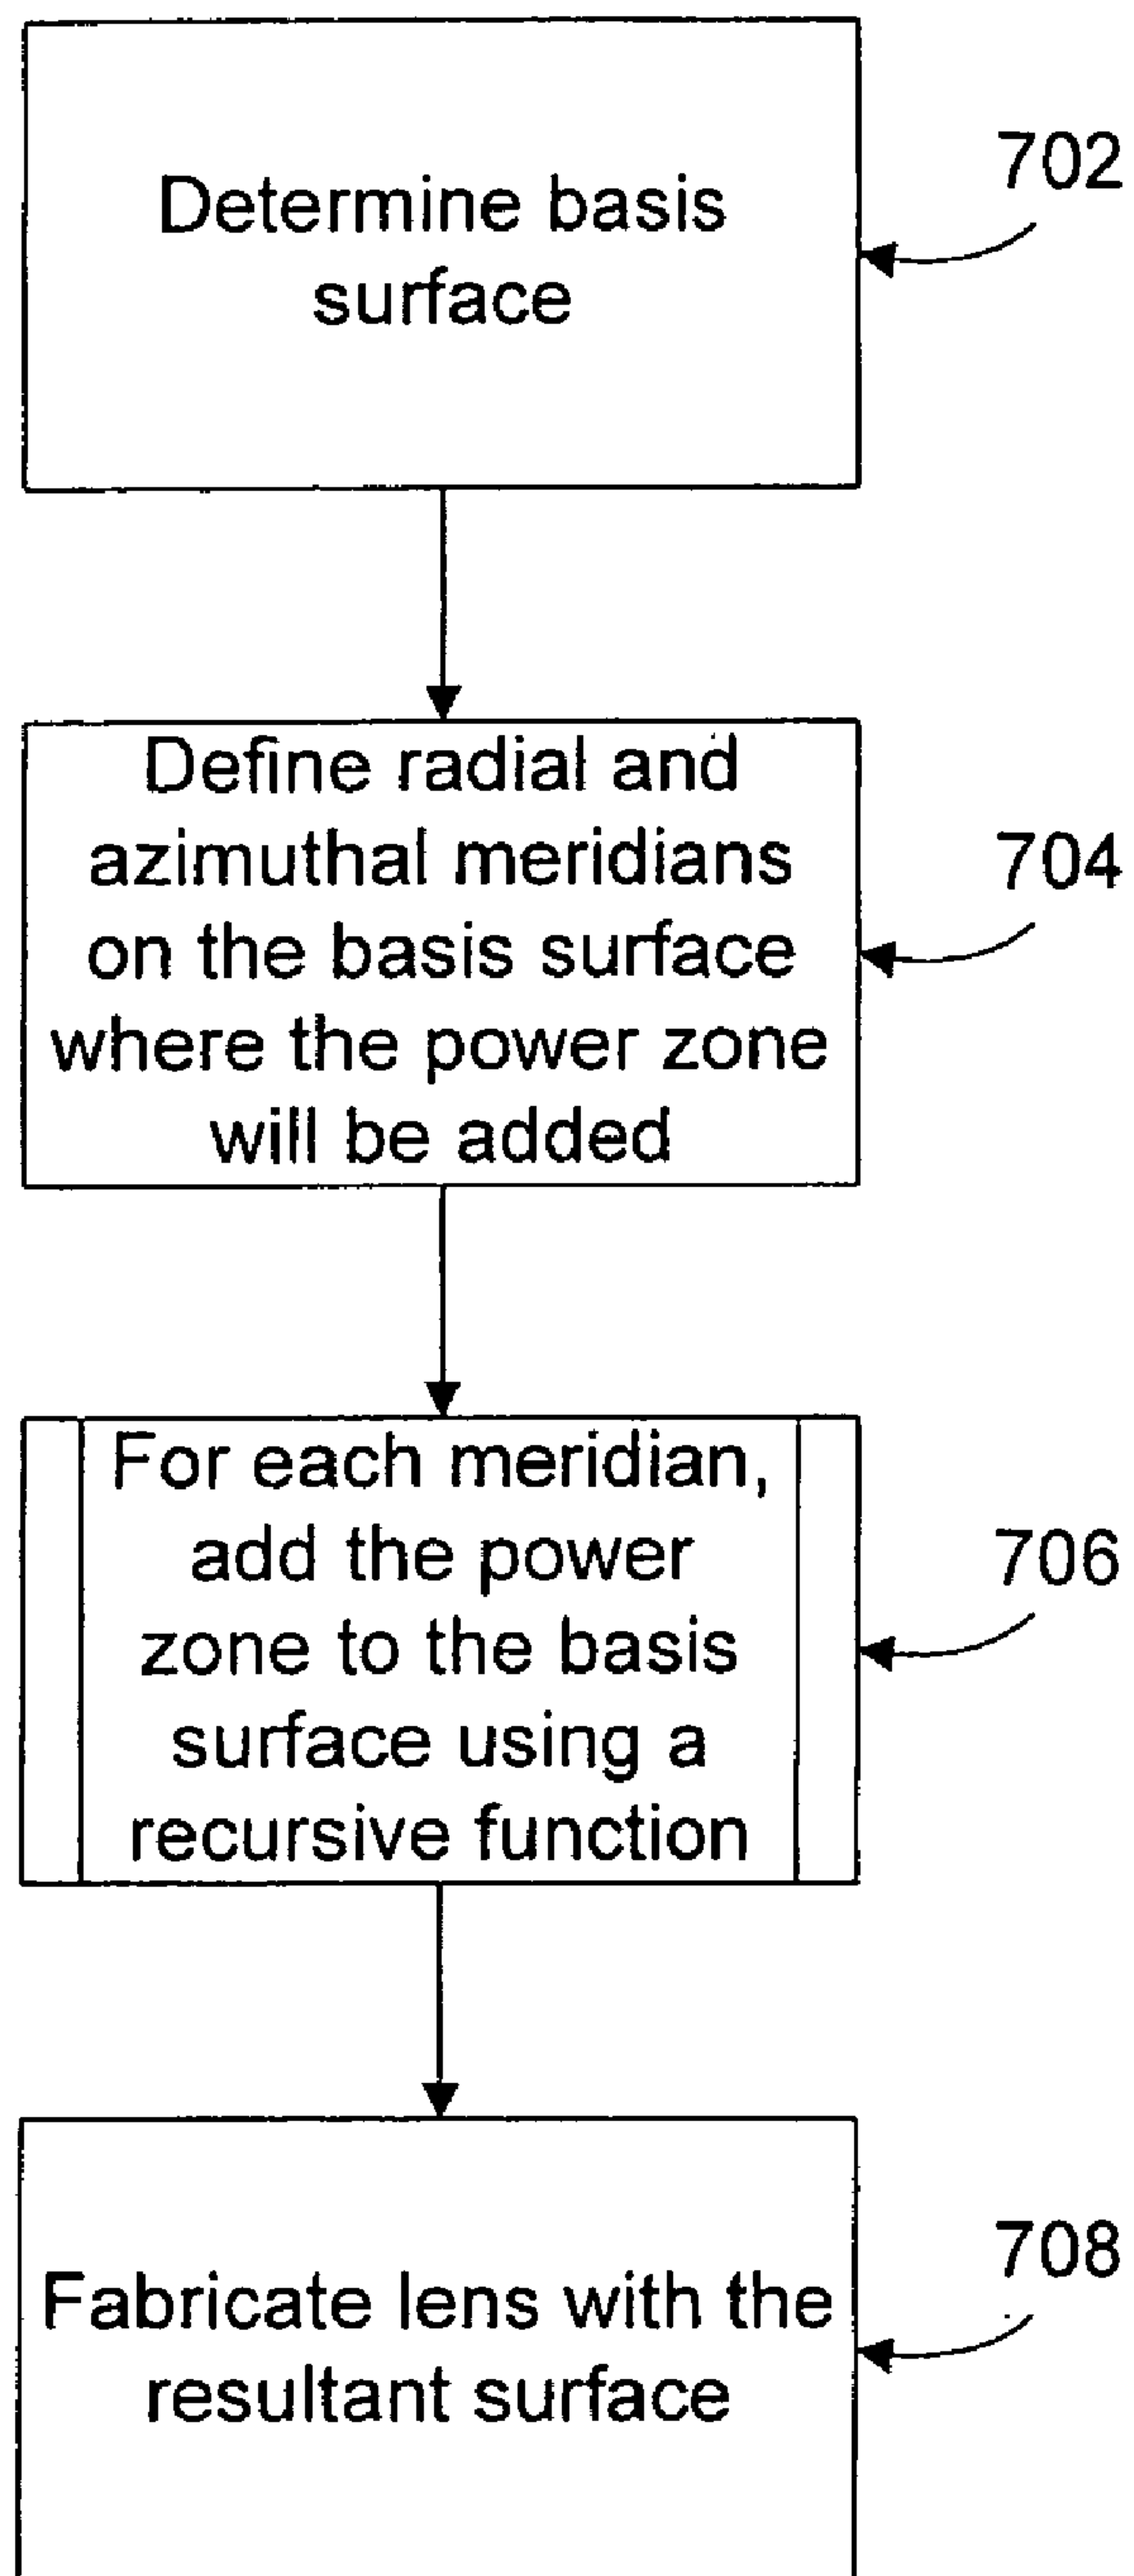 Determine basis
surface
702
Define radial and
azimuthal meridians
on the basis surface
where the power zone
will be added
704
For each meridian,
add the power
zone to the basis
surface using a
recursive function
706
Fabricate lens with the
resultant surface
708